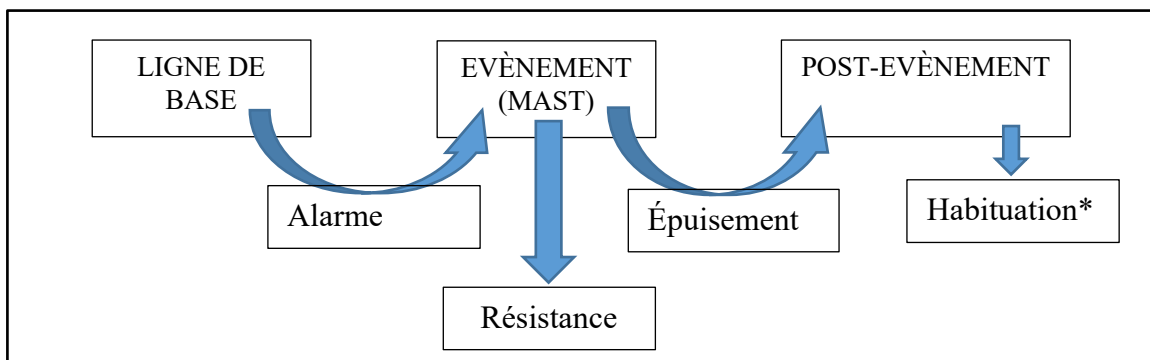 LIGNE DE
BASE
EVÈNEMENT
(MAST)
POST-EVÈNEMENT
Alarme
Épuisement
Habituation*
Résistance